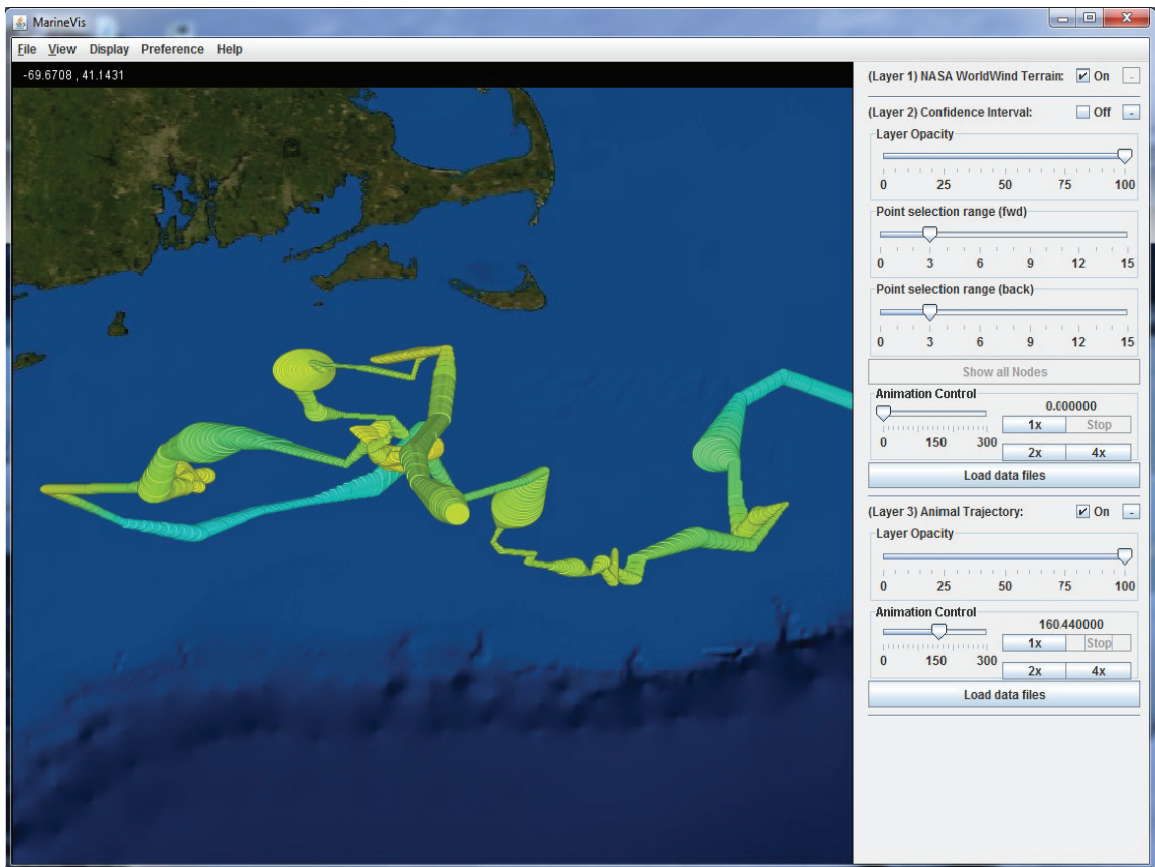 MarineVis
File View Display Preference Help
-69.6708 , 41.1431
(Layer 1) NASA WorldWind Terrain: On -
(Layer 2) Confidence Interval: Off -
Layer Opacity
0 25 50 75 100
Point selection range (fwd)
0 3 6 9 12 15
Point selection range (back)
0 3 6 9 12 15
Show all Nodes
Animation Control
0.000000
1x Stop
0 150 300
2x 4x
Load data files
(Layer 3) Animal Trajectory: On -
Layer Opacity
0 25 50 75 100
Animation Control
160.440000
1x Stop
0 150 300
2x 4x
Load data files